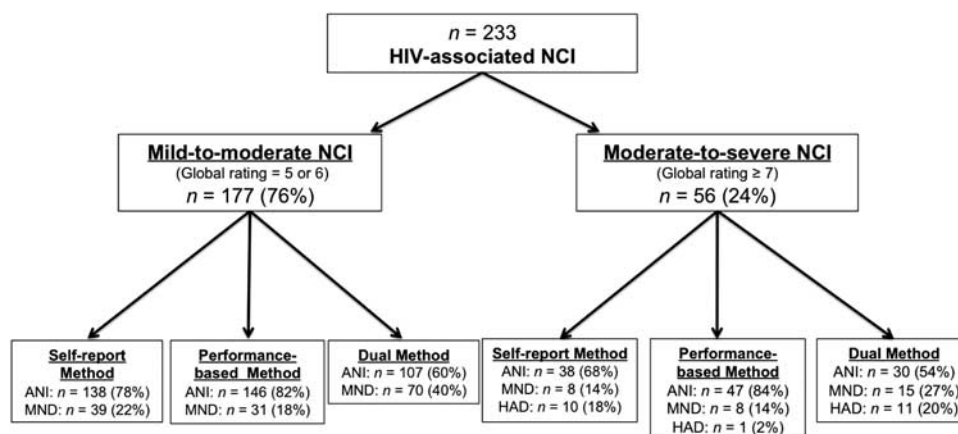 n = 233
HIV-associated NCI
Mild-to-moderate NCI
(Global rating = 5 or 6)
n = 177 (76%)
Moderate-to-severe NCI
(Global rating ≥ 7)
n = 56 (24%)
Self-report
Method
ANI: n = 138 (78%)
MND: n = 39 (22%)
Performance-
based Method
ANI: n = 146 (82%)
MND: n = 31 (18%)
Dual Method
ANI: n = 107 (60%)
MND: n = 70 (40%)
Self-report Method
ANI: n = 38 (68%)
MND: n = 8 (14%)
HAD: n = 10 (18%)
Performance-
based Method
ANI: n = 47 (84%)
MND: n = 8 (14%)
HAD: n = 1 (2%)
Dual Method
ANI: n = 30 (54%)
MND: n = 15 (27%)
HAD: n = 11 (20%)